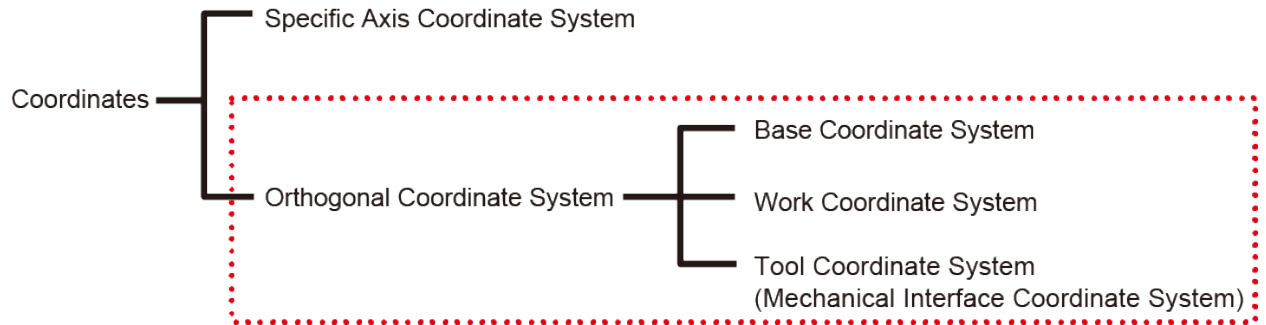 Specific Axis Coordinate System
Coordinates
Base Coordinate System
Orthogonal Coordinate System
Work Coordinate System
Tool Coordinate System
(Mechanical Interface Coordinate System)